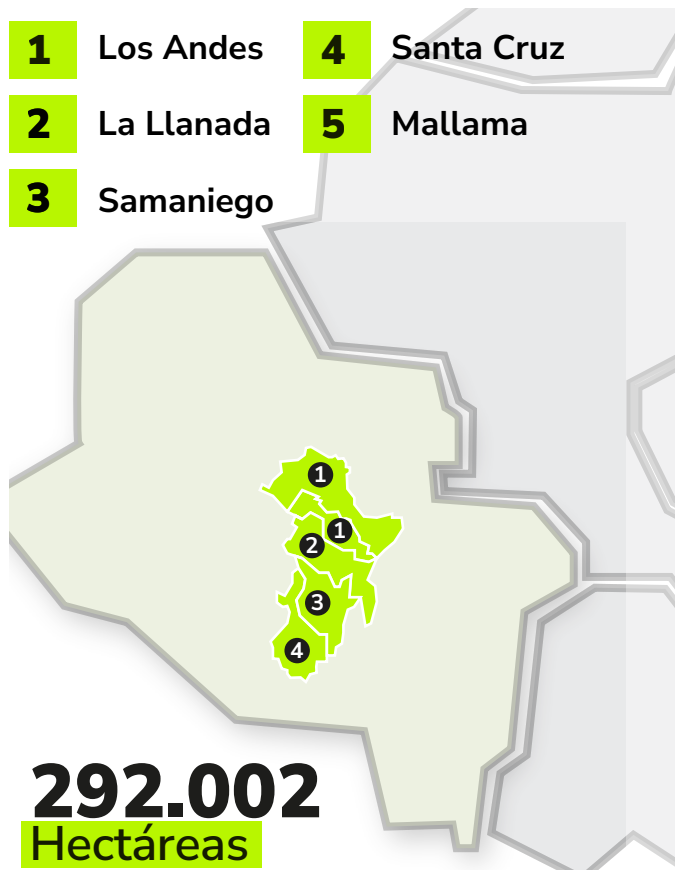 1 Los Andes
2 La Llanada
3 Samaniego
4 Santa Cruz
5 Mallama
1
1
2
3
4
292.002
Hectáreas